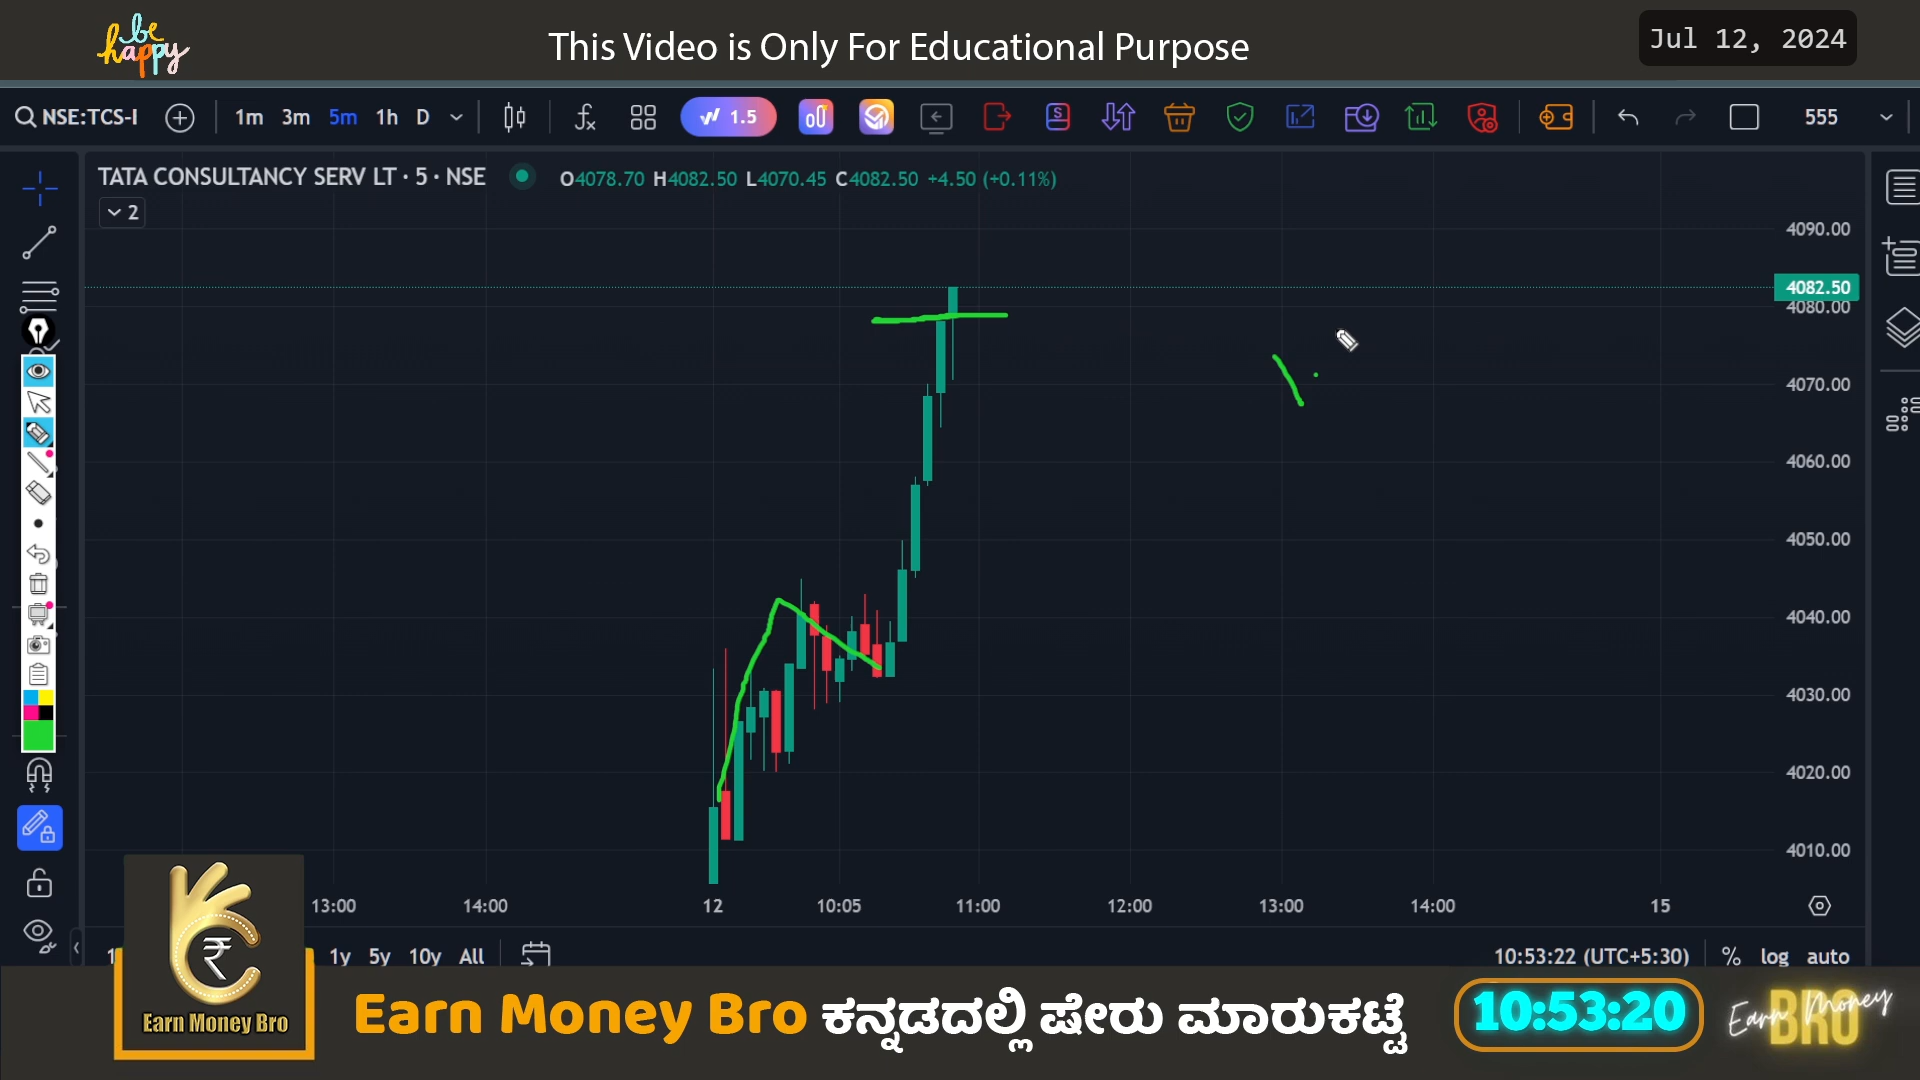 be happy
This Video is Only For Educational Purpose
Jul 12, 2024
NSE:TCS-I
1m 3m 5m 1h D
1.5
555
TATA CONSULTANCY SERV LT · 5 · NSE
O4078.70 H4082.50 L4070.45 C4082.50 +4.50 (+0.11%)
2
4090.00
4082.50
4080.00
4070.00
4060.00
4050.00
4040.00
4030.00
4020.00
4010.00
13:00 14:00 12 10:05 11:00 12:00 13:00 14:00 15
1y 5y 10y All
10:53:22 (UTC+5:30) % log auto
₹
Earn Money Bro
Earn Money Bro ಕನ್ನಡದಲ್ಲಿ ಷೇರು ಮಾರುಕಟ್ಟೆ
10:53:20
Earn Money
BRO